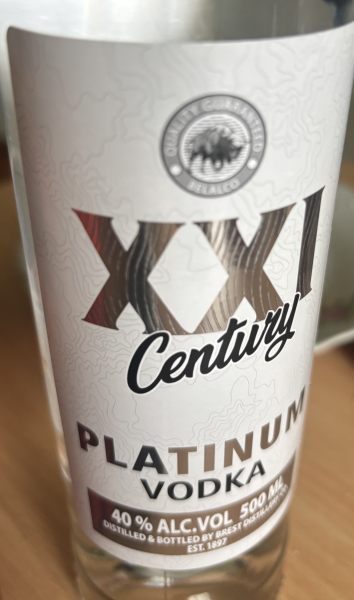 QUALITY GUARANTEED
BELALCO
XXI
Century
PLATINUM
VODKA
40 % ALC.VOL 500 ML
DISTILLED & BOTTLED BY BREST DISTILLERY CO.
EST. 1897